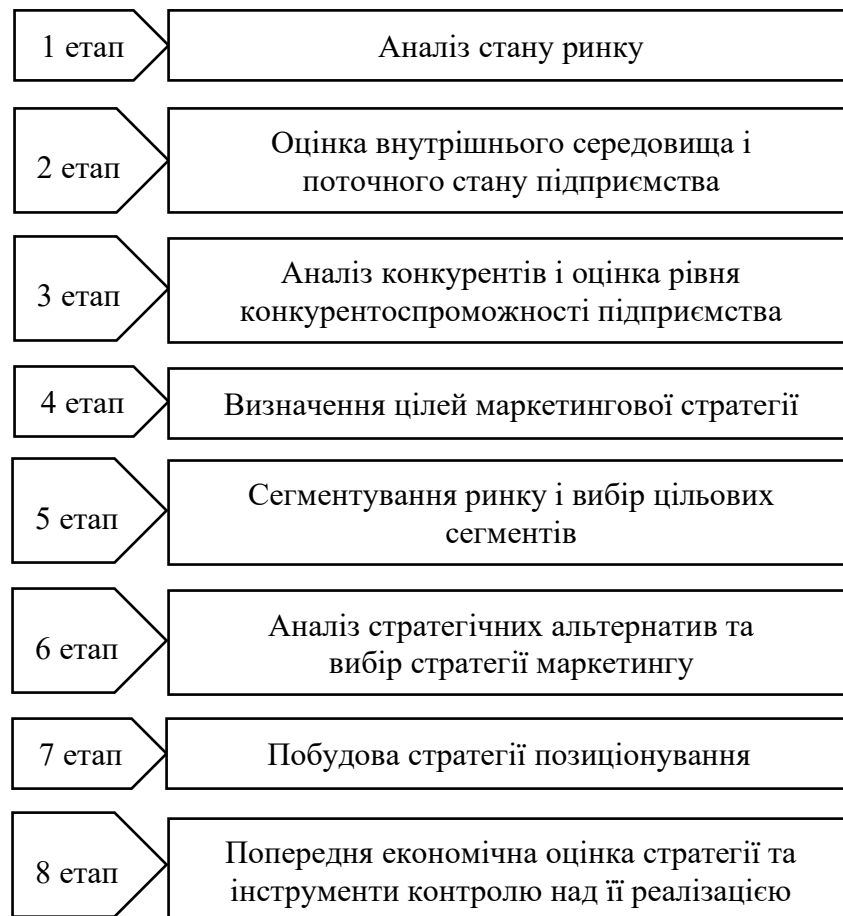 1 етап
Аналіз стану ринку
2 етап
Оцінка внутрішнього середовища і
поточного стану підприємства
3 етап
Аналіз конкурентів і оцінка рівня
конкурентоспроможності підприємства
4 етап
Визначення цілей маркетингової стратегії
5 етап
Сегментування ринку і вибір цільових
сегментів
6 етап
Аналіз стратегічних альтернатив та
вибір стратегії маркетингу
7 етап
Побудова стратегії позиціонування
8 етап
Попередня економічна оцінка стратегії та
інструменти контролю над її реалізацією